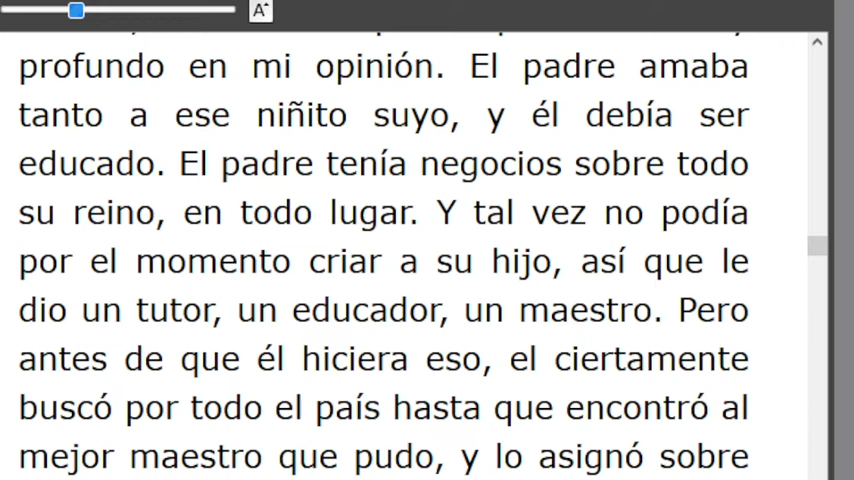 A
profundo en mi opinión. El padre amaba
tanto a ese niñito suyo, y él debía ser
educado. El padre tenía negocios sobre todo
su reino, en todo lugar. Y tal vez no podía
por el momento criar a su hijo, así que le
dio un tutor, un educador, un maestro. Pero
antes de que él hiciera eso, el ciertamente
buscó por todo el país hasta que encontró al
mejor maestro que pudo, y lo asignó sobre